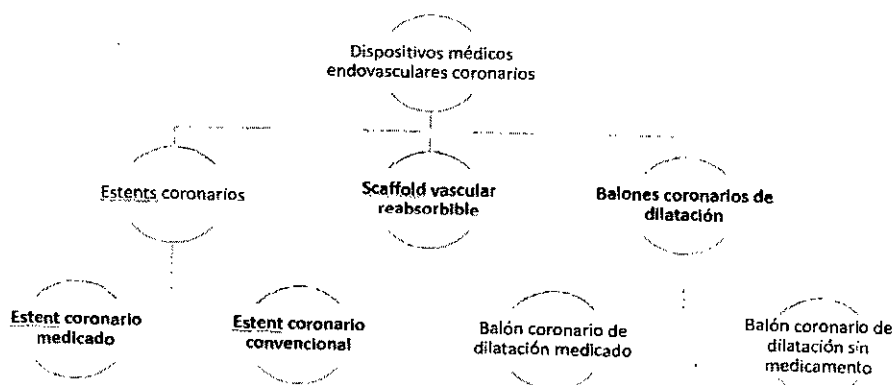 Dispositivos médicos
endovasculares coronarios
Estents coronarios
Scaffold vascular
reabsorbible
Balones coronarios de
dilatación
Estent coronario
medicado
Estent coronario
convencional
Balón coronario de
dilatación medicado
Balón coronario de
dilatación sin
medicamento